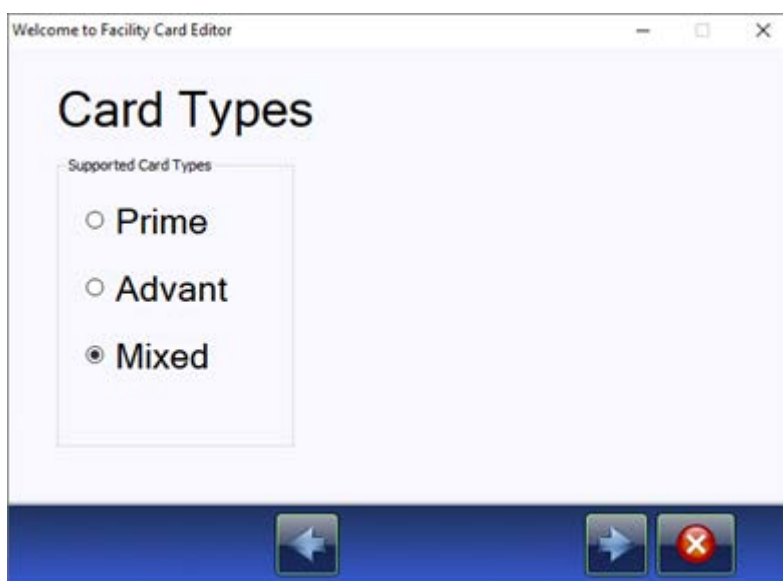 Welcome to Facility Card Editor
Card Types
Supported Card Types
Prime
Advant
Mixed